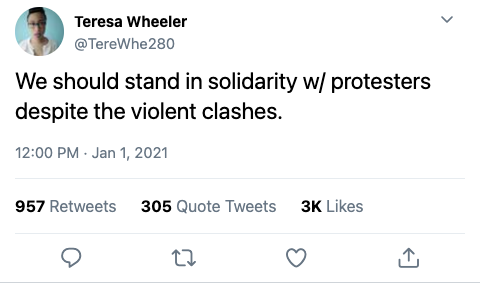 Teresa Wheeler
@TereWhe280
We should stand in solidarity w/ protesters
despite the violent clashes.
12:00 PM · Jan 1, 2021
957 Retweets 305 Quote Tweets 3K Likes